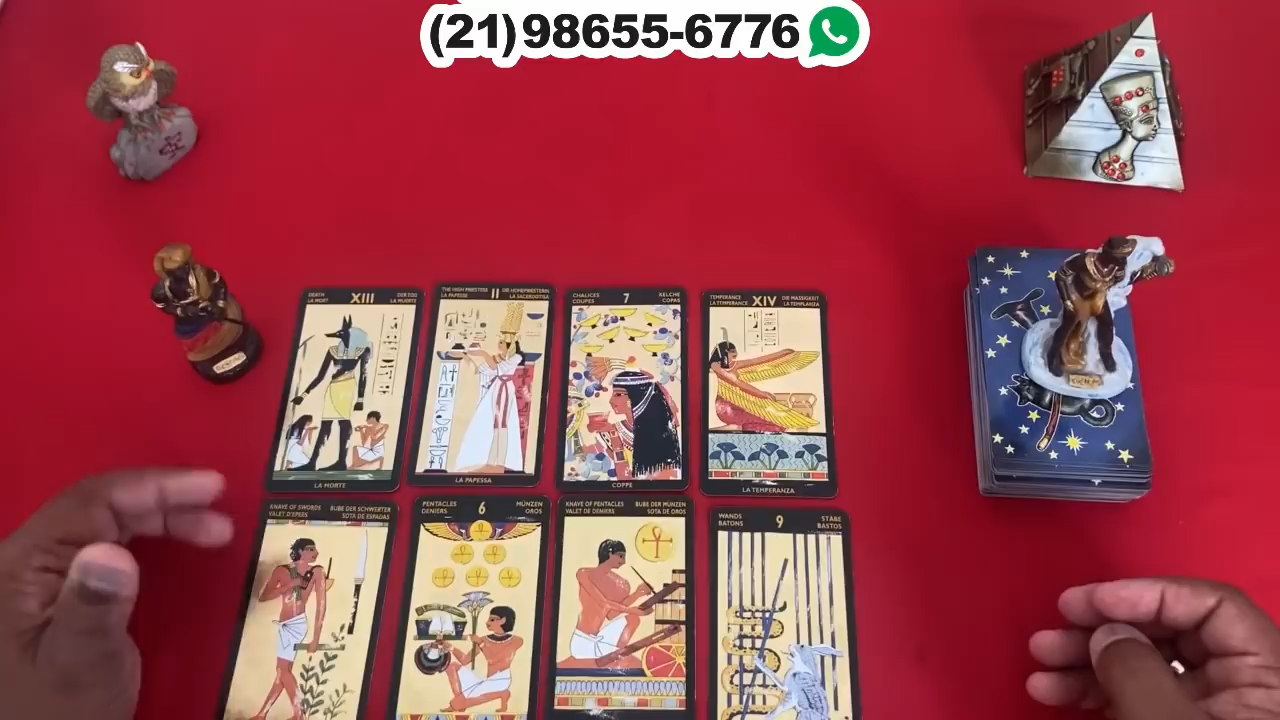 (21)98655-6776
DEATH
LA MORT
XIII
DER TOD
LA MUERTE
LA MORTE
THE HIGH PRIESTESS
LA PAPESSE
II
DIE HOHEPRIESTERIN
LA SACERDOTISA
LA PAPESSA
CHALICES
COUPES
7
KELCHE
COPAS
COPPE
TEMPERANCE
LA TEMPERANCE
XIV
DIE MÄSSIGKEIT
LA TEMPLANZA
LA TEMPERANZA
KNAVE OF SWORDS
VALET D'EPEES
BUBE DER SCHWERTER
SOTA DE ESPADAS
PENTACLES
DENIERS
6
MÜNZEN
OROS
KNAVE OF PENTACLES
VALET DE DENIERS
BUBE DER MÜNZEN
SOTA DE OROS
WANDS
BATONS
9
STÄBE
BASTOS